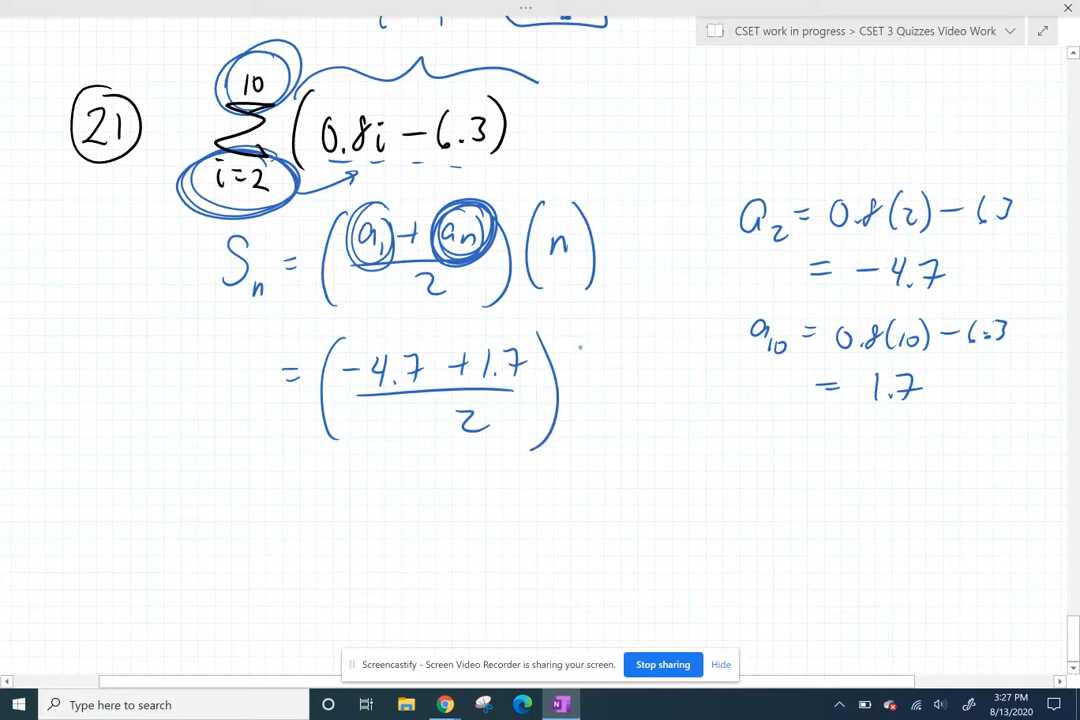 CSET work in progress > CSET 3 Quizzes Video Work
21
10
Σ (0.8i - 6.3)
i=2
Sn = ((a1 + an)/2)(n)
= ((-4.7 + 1.7)/2)
a2 = 0.8(2) - 6.3
= -4.7
a10 = 0.8(10) - 6.3
= 1.7
Screencastify - Screen Video Recorder is sharing your screen.
Stop sharing
Hide
Type here to search
3:27 PM
8/13/2020